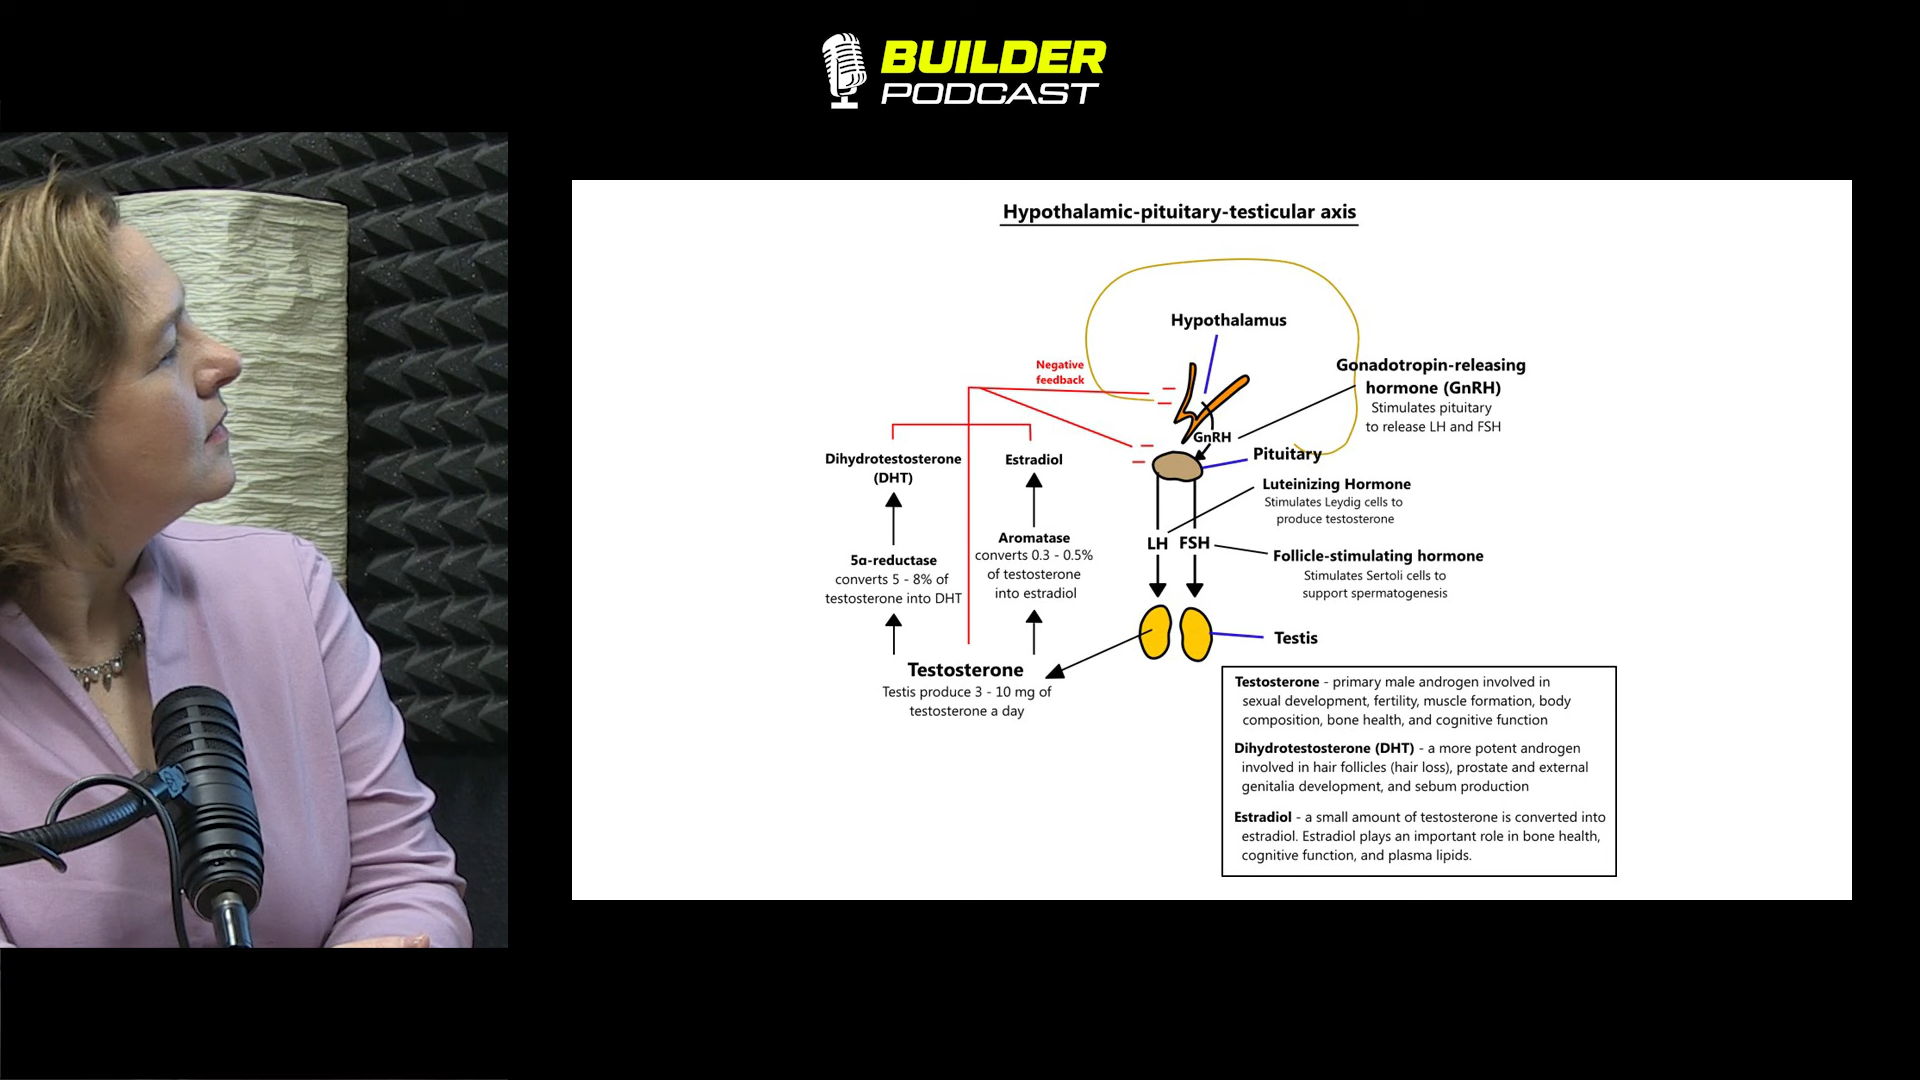 BUILDER
PODCAST
Hypothalamic-pituitary-testicular axis
Hypothalamus
Negative
feedback
Gonadotropin-releasing
hormone (GnRH)
Stimulates pituitary
to release LH and FSH
GnRH
Pituitary
Dihydrotestosterone
(DHT)
Estradiol
Luteinizing Hormone
Stimulates Leydig cells to
produce testosterone
Aromatase
converts 0.3 - 0.5%
of testosterone
into estradiol
LH FSH
5α-reductase
converts 5 - 8% of
testosterone into DHT
Follicle-stimulating hormone
Stimulates Sertoli cells to
support spermatogenesis
Testis
Testosterone
Testis produce 3 - 10 mg of
testosterone a day
Testosterone - primary male androgen involved in
sexual development, fertility, muscle formation, body
composition, bone health, and cognitive function
Dihydrotestosterone (DHT) - a more potent androgen
involved in hair follicles (hair loss), prostate and external
genitalia development, and sebum production
Estradiol - a small amount of testosterone is converted into
estradiol. Estradiol plays an important role in bone health,
cognitive function, and plasma lipids.